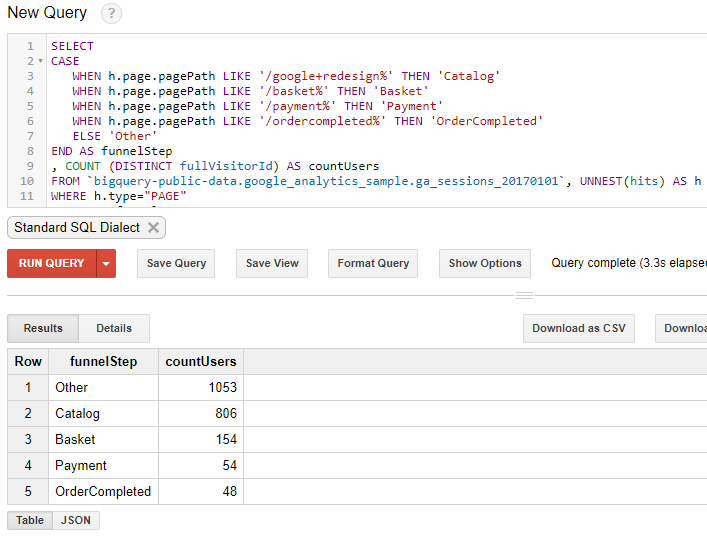 New Query ?
1 SELECT
2 CASE
3 WHEN h.page.pagePath LIKE '/google+redesign%' THEN 'Catalog'
4 WHEN h.page.pagePath LIKE '/basket%' THEN 'Basket'
5 WHEN h.page.pagePath LIKE '/payment%' THEN 'Payment'
6 WHEN h.page.pagePath LIKE '/ordercompleted%' THEN 'OrderCompleted'
7 ELSE 'Other'
8 END AS funnelStep
9 , COUNT (DISTINCT fullVisitorId) AS countUsers
10 FROM `bigquery-public-data.google_analytics_sample.ga_sessions_20170101`, UNNEST(hits) AS h
11 WHERE h.type="PAGE"
Standard SQL Dialect
RUN QUERY Save Query Save View Format Query Show Options Query complete (3.3s elapse
Results Details Download as CSV Downloa
Row funnelStep countUsers
1 Other 1053
2 Catalog 806
3 Basket 154
4 Payment 54
5 OrderCompleted 48
Table JSON